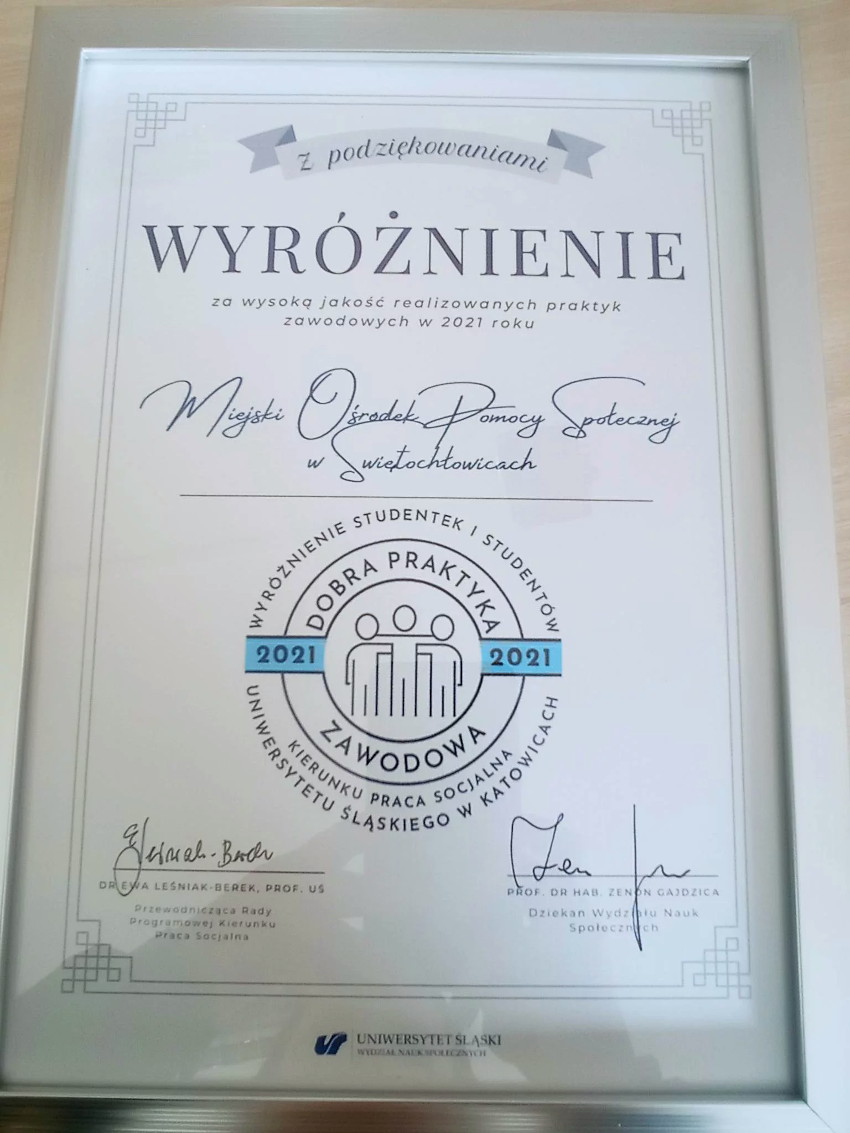 Z podziękowaniami
WYRÓŻNIENIE
za wysoką jakość realizowanych praktyk
zawodowych w 2021 roku
Miejski Ośrodek Pomocy Społecznej
w Świętochłowicach
WYRÓŻNIENIE STUDENTEK I STUDENTÓW
DOBRA PRAKTYKA
2021 2021
ZAWODOWA
KIERUNKU PRACA SOCJALNA
UNIWERSYTETU ŚLĄSKIEGO W KATOWICACH
Leśniak-Berek
DR EWA LEŚNIAK-BEREK, PROF. UŚ
Przewodnicząca Rady
Programowej Kierunku
Praca Socjalna
PROF. DR HAB. ZENON GAJDZICA
Dziekan Wydziału Nauk
Społecznych
UNIWERSYTET ŚLĄSKI
WYDZIAŁ NAUK SPOŁECZNYCH